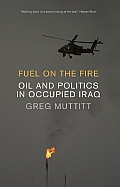 FUEL ON THE FIRE
OIL AND POLITICS
IN OCCUPIED IRAQ
GREG MUTTITT